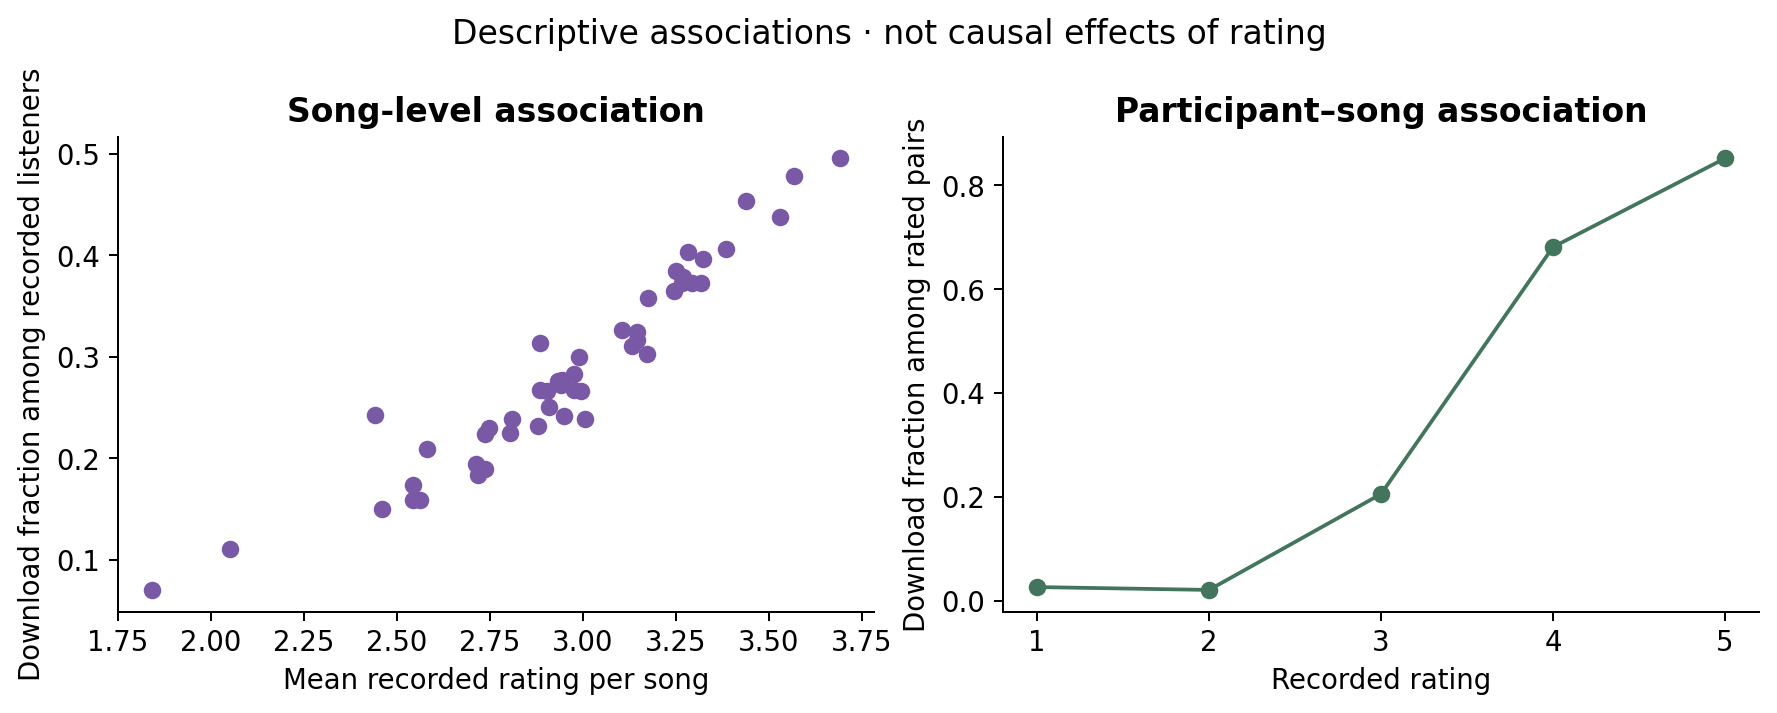 Descriptive associations · not causal effects of rating
Song-level association
Download fraction among recorded listeners
0.5
0.4
0.3
0.2
0.1
1.75 2.00 2.25 2.50 2.75 3.00 3.25 3.50 3.75
Mean recorded rating per song
Participant–song association
Download fraction among rated pairs
0.8
0.6
0.4
0.2
0.0
1 2 3 4 5
Recorded rating